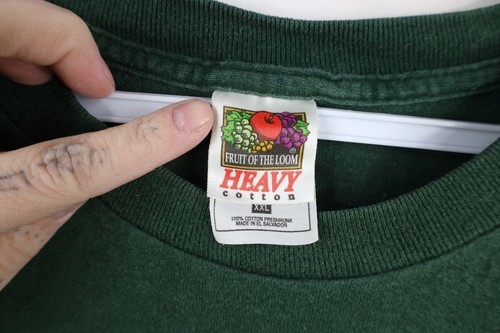 FRUIT OF THE LOOM
HEAVY
cotton
XXL
100% COTTON PRESHRUNK
MADE IN EL SALVADOR